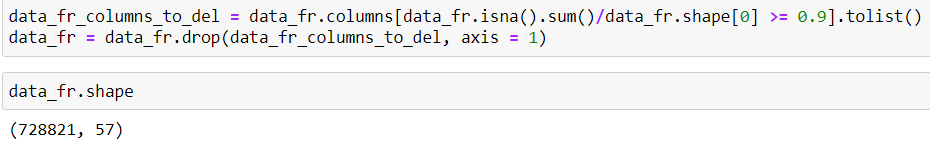 data_fr_columns_to_del = data_fr.columns[data_fr.isna().sum()/data_fr.shape[0] >= 0.9].tolist()
data_fr = data_fr.drop(data_fr_columns_to_del, axis = 1)
data_fr.shape
(728821, 57)